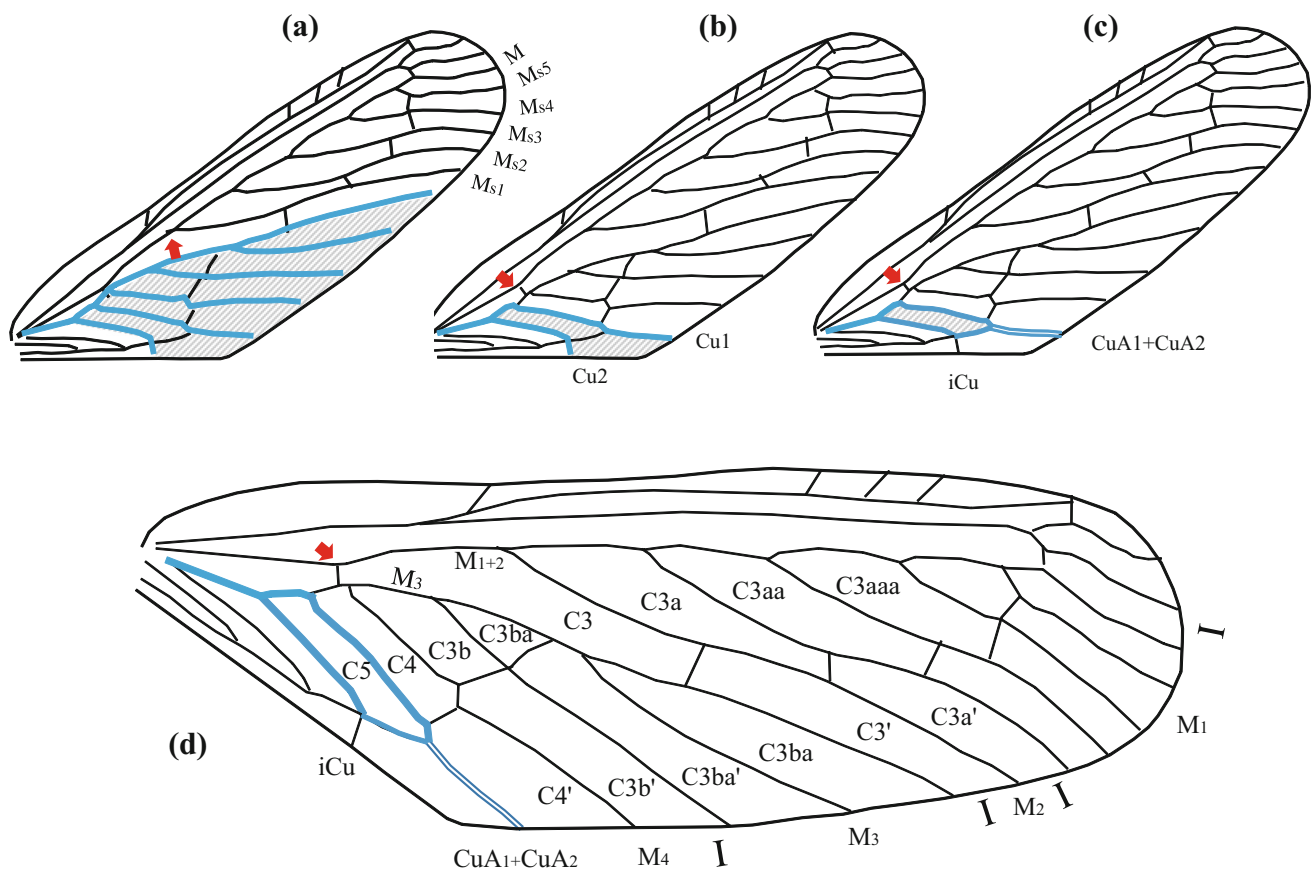 (a)
(b)
(c)
M
Ms5
Ms4
Ms3
Ms2
Ms1
Cu1
Cu2
CuA1+CuA2
iCu
M1+2
M3
C3
C3a
C3aa
C3aaa
C3b
C3ba
C4
C5
C3'
C3a'
C3ba
C3ba'
C3b'
C4'
I
M1
(d)
iCu
I
M2
I
M3
CuA1+CuA2
M4
I